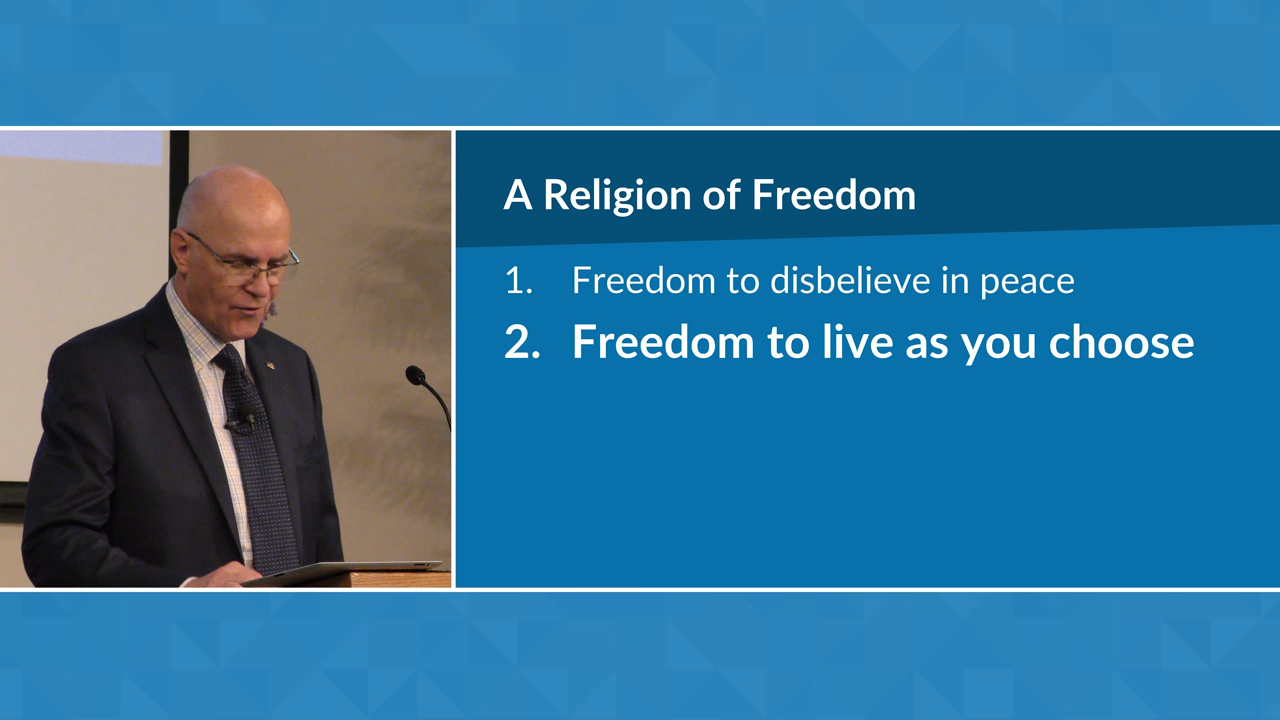 A Religion of Freedom
1. Freedom to disbelieve in peace
2. Freedom to live as you choose